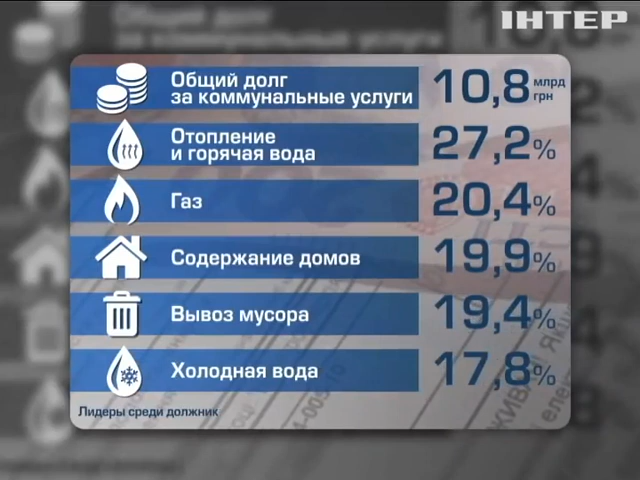 ІНТЕР
Общий долг
за коммунальные услуги
10,8 млрд
грн
Отопление
и горячая вода
27,2%
Газ
20,4%
Содержание домов
19,9%
Вывоз мусора
19,4%
Холодная вода
17,8%
Лидеры среди должник